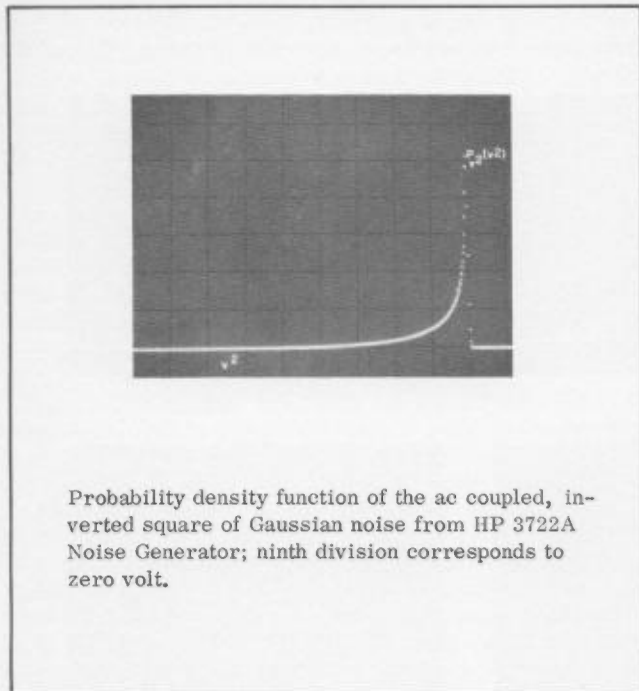 P_v2(v2)
v²
Probability density function of the ac coupled, in-
verted square of Gaussian noise from HP 3722A
Noise Generator; ninth division corresponds to
zero volt.